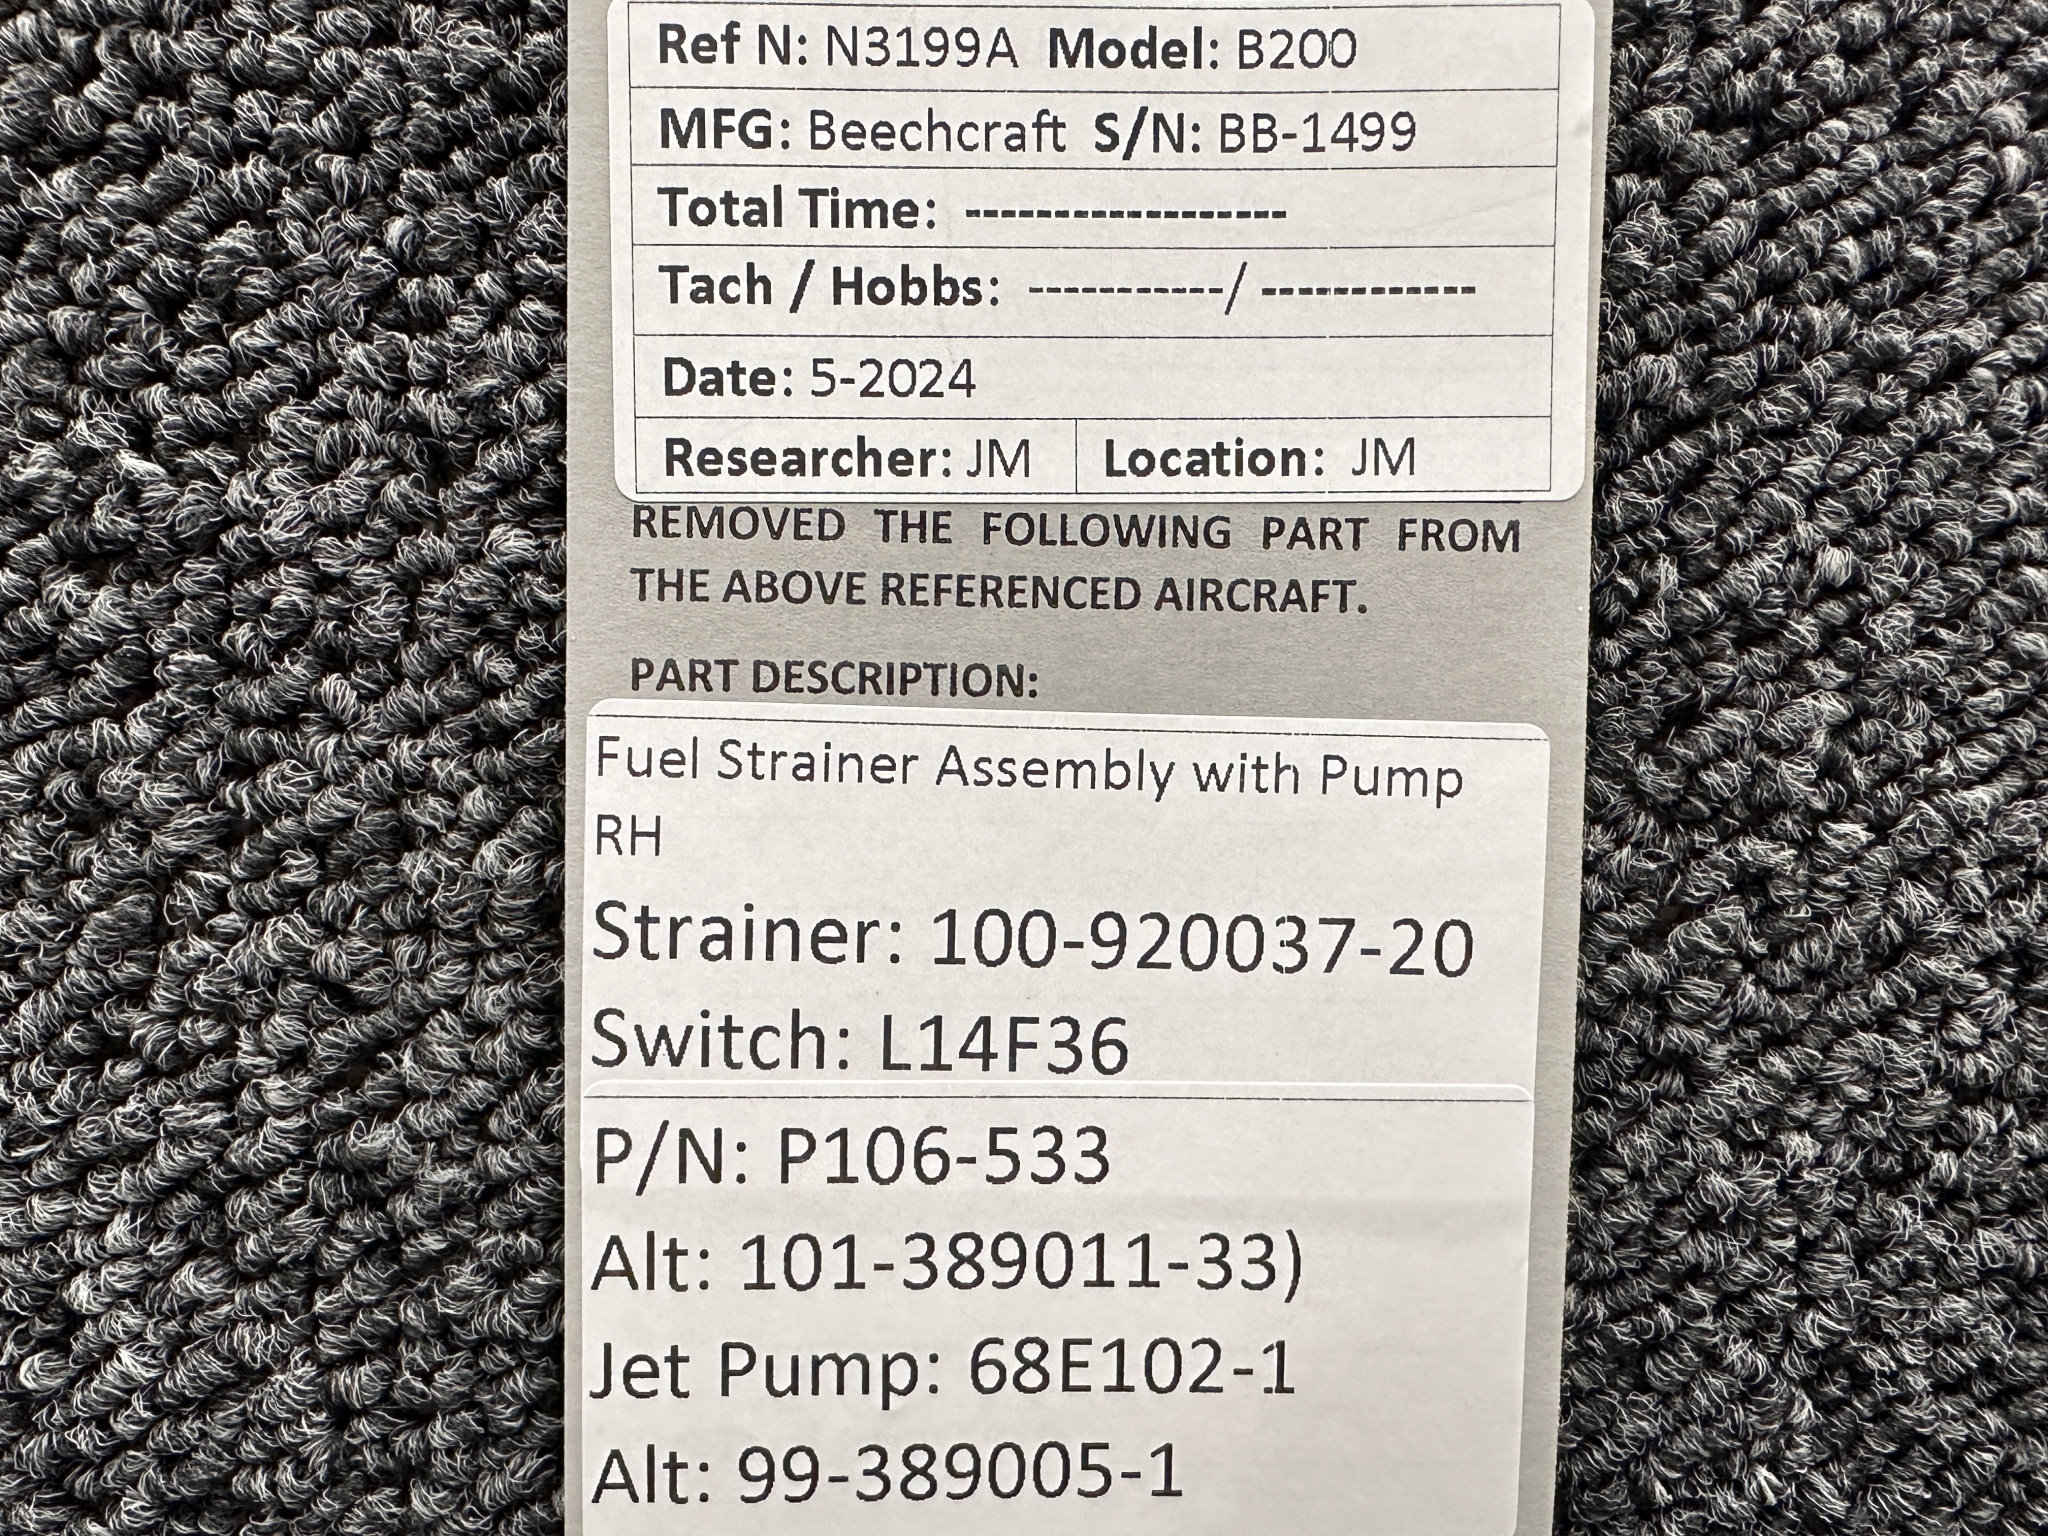 Ref N: N3199A Model: B200
MFG: Beechcraft S/N: BB-1499
Total Time: ------------------
Tach / Hobbs: -----------/ ------------
Date: 5-2024
Researcher: JM Location: JM
REMOVED THE FOLLOWING PART FROM
THE ABOVE REFERENCED AIRCRAFT.
PART DESCRIPTION:
Fuel Strainer Assembly with Pump
RH
Strainer: 100-920037-20
Switch: L14F36
P/N: P106-533
Alt: 101-389011-33)
Jet Pump: 68E102-1
Alt: 99-389005-1